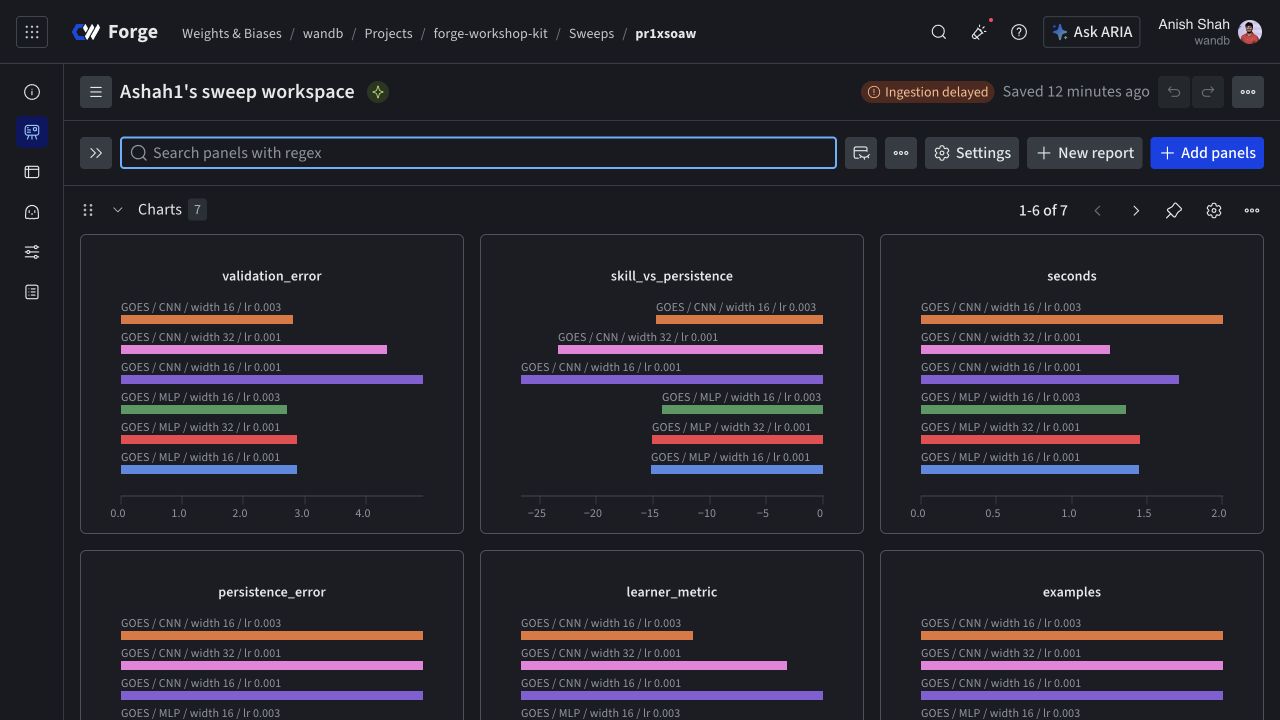 Forge
Weights & Biases / wandb / Projects / forge-workshop-kit / Sweeps / pr1xsoaw
Ask ARIA
Anish Shah
wandb
Ashah1's sweep workspace
Ingestion delayed
Saved 12 minutes ago
Search panels with regex
Settings
New report
Add panels
Charts 7
1-6 of 7
validation_error
GOES / CNN / width 16 / lr 0.003
GOES / CNN / width 32 / lr 0.001
GOES / CNN / width 16 / lr 0.001
GOES / MLP / width 16 / lr 0.003
GOES / MLP / width 32 / lr 0.001
GOES / MLP / width 16 / lr 0.001
0.0 1.0 2.0 3.0 4.0
skill_vs_persistence
GOES / CNN / width 16 / lr 0.003
GOES / CNN / width 32 / lr 0.001
GOES / CNN / width 16 / lr 0.001
GOES / MLP / width 16 / lr 0.003
GOES / MLP / width 32 / lr 0.001
GOES / MLP / width 16 / lr 0.001
−25 −20 −15 −10 −5 0
seconds
GOES / CNN / width 16 / lr 0.003
GOES / CNN / width 32 / lr 0.001
GOES / CNN / width 16 / lr 0.001
GOES / MLP / width 16 / lr 0.003
GOES / MLP / width 32 / lr 0.001
GOES / MLP / width 16 / lr 0.001
0.0 0.5 1.0 1.5 2.0
persistence_error
GOES / CNN / width 16 / lr 0.003
GOES / CNN / width 32 / lr 0.001
GOES / CNN / width 16 / lr 0.001
GOES / MLP / width 16 / lr 0.003
learner_metric
GOES / CNN / width 16 / lr 0.003
GOES / CNN / width 32 / lr 0.001
GOES / CNN / width 16 / lr 0.001
GOES / MLP / width 16 / lr 0.003
examples
GOES / CNN / width 16 / lr 0.003
GOES / CNN / width 32 / lr 0.001
GOES / CNN / width 16 / lr 0.001
GOES / MLP / width 16 / lr 0.003